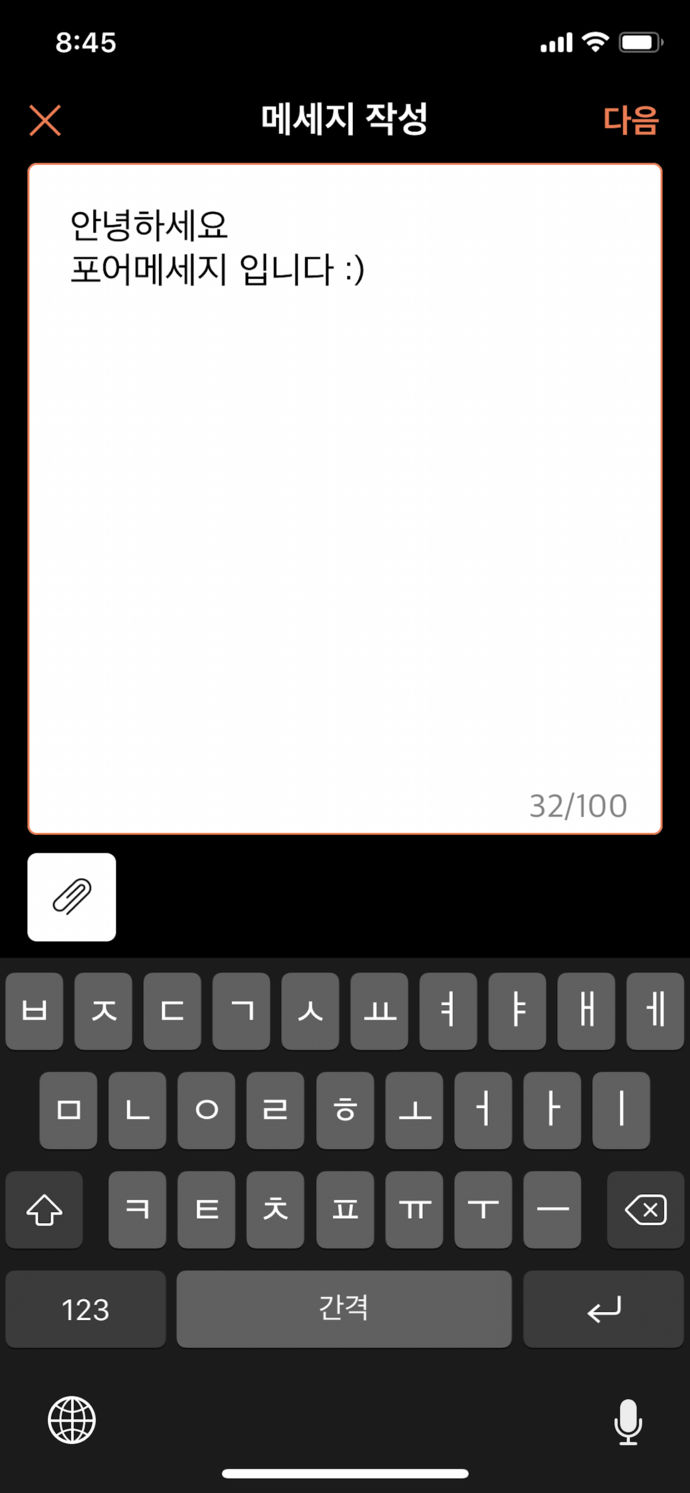 8:45
메세지 작성
다음
안녕하세요
포어메세지 입니다 :)
32/100
ㅂ ㅈ ㄷ ㄱ ㅅ ㅛ ㅕ ㅑ ㅐ ㅔ
ㅁ ㄴ ㅇ ㄹ ㅎ ㅗ ㅓ ㅏ ㅣ
ㅋ ㅌ ㅊ ㅍ ㅠ ㅜ ㅡ
123 간격